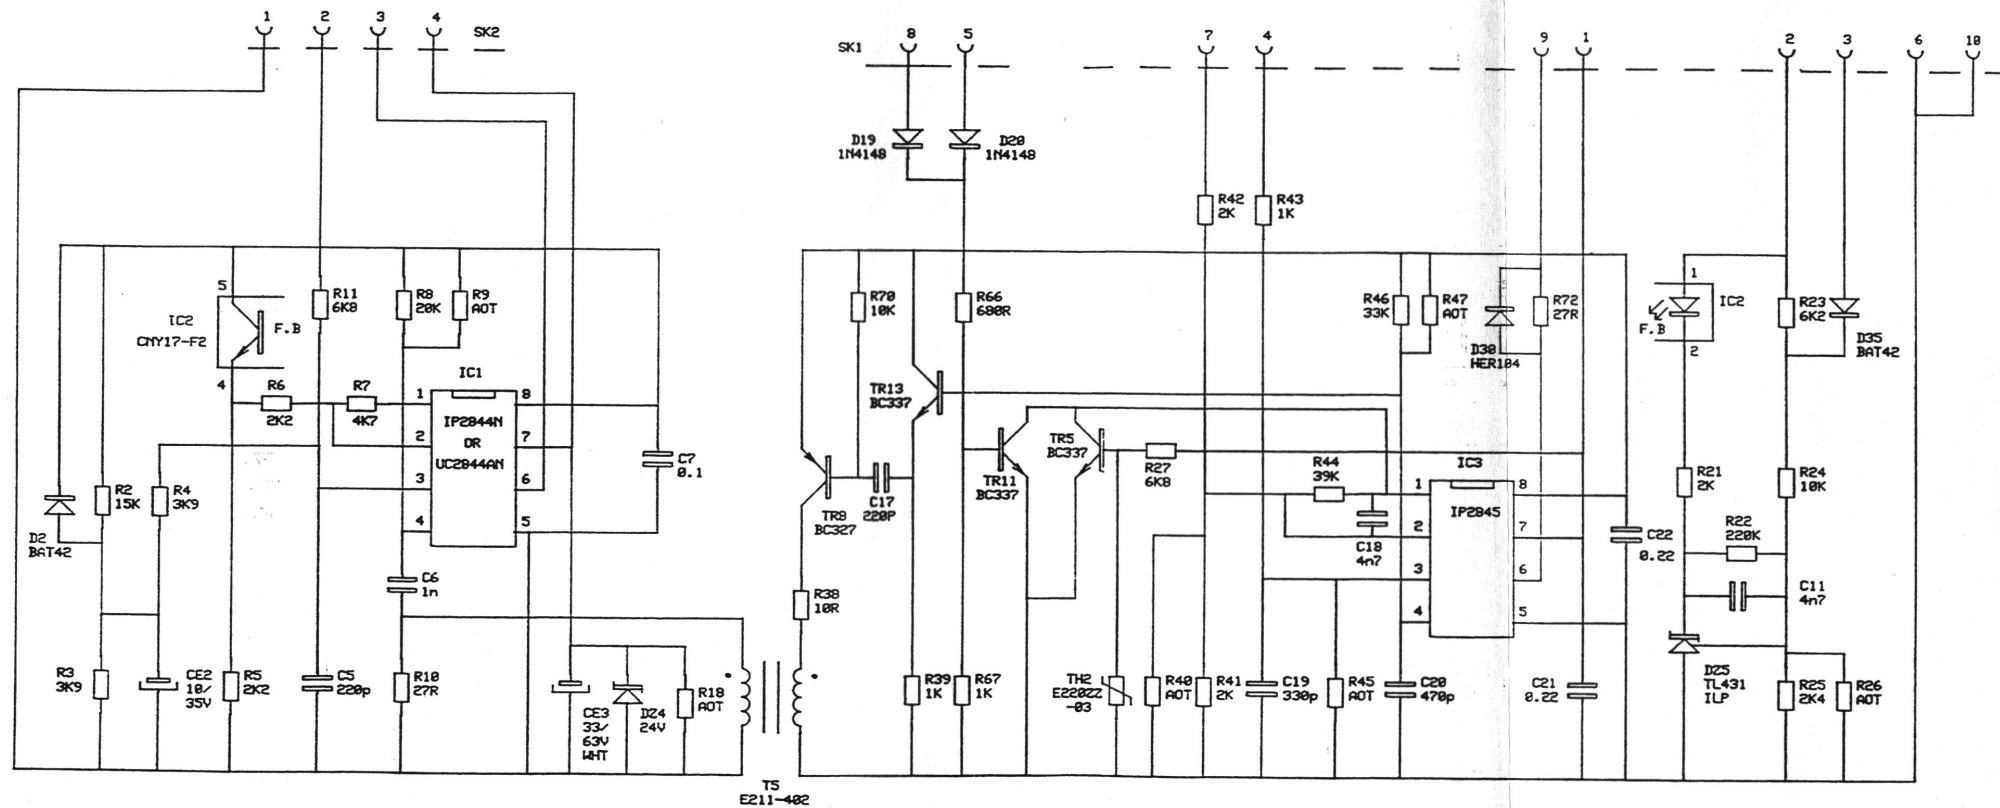 1 2 3 4 SK2
SK1 8 5 7 4 9 1 2 3 6 10
D19
1N4148
D20
1N4148
R42
2K
R43
1K
5
IC2
CNY17-F2
F.B
4
R11
6K8
R8
20K
R9
AOT
R6
2K2
R7
4K7
IC1
IP2844N
OR
UC2844AN
1
2
3
4
8
7
6
5
C7
0.1
D2
BAT42
R2
15K
R4
3K9
C6
1n
R3
3K9
CE2
10/
35V
R5
2K2
C5
220p
R10
27R
CE3
33/
63V
WHT
DZ4
24V
R18
AOT
T5
E211-402
R70
10K
R66
680R
TR13
BC337
TR8
BC327
C17
220P
R38
10R
TR11
BC337
TR5
BC337
R27
6K8
R39
1K
R67
1K
TH2
E220ZZ
-03
R40
AOT
R41
2K
C19
330p
R45
AOT
C20
470p
R46
33K
R47
AOT
D30
HER104
R72
27R
R44
39K
C18
4n7
IC3
IP2845
1
2
3
4
8
7
6
5
C22
0.22
C21
0.22
1
IC2
F.B
2
R23
6K2
D35
BAT42
R21
2K
R24
10K
R22
220K
C11
4n7
DZ5
TL431
ILP
R25
2K4
R26
AOT